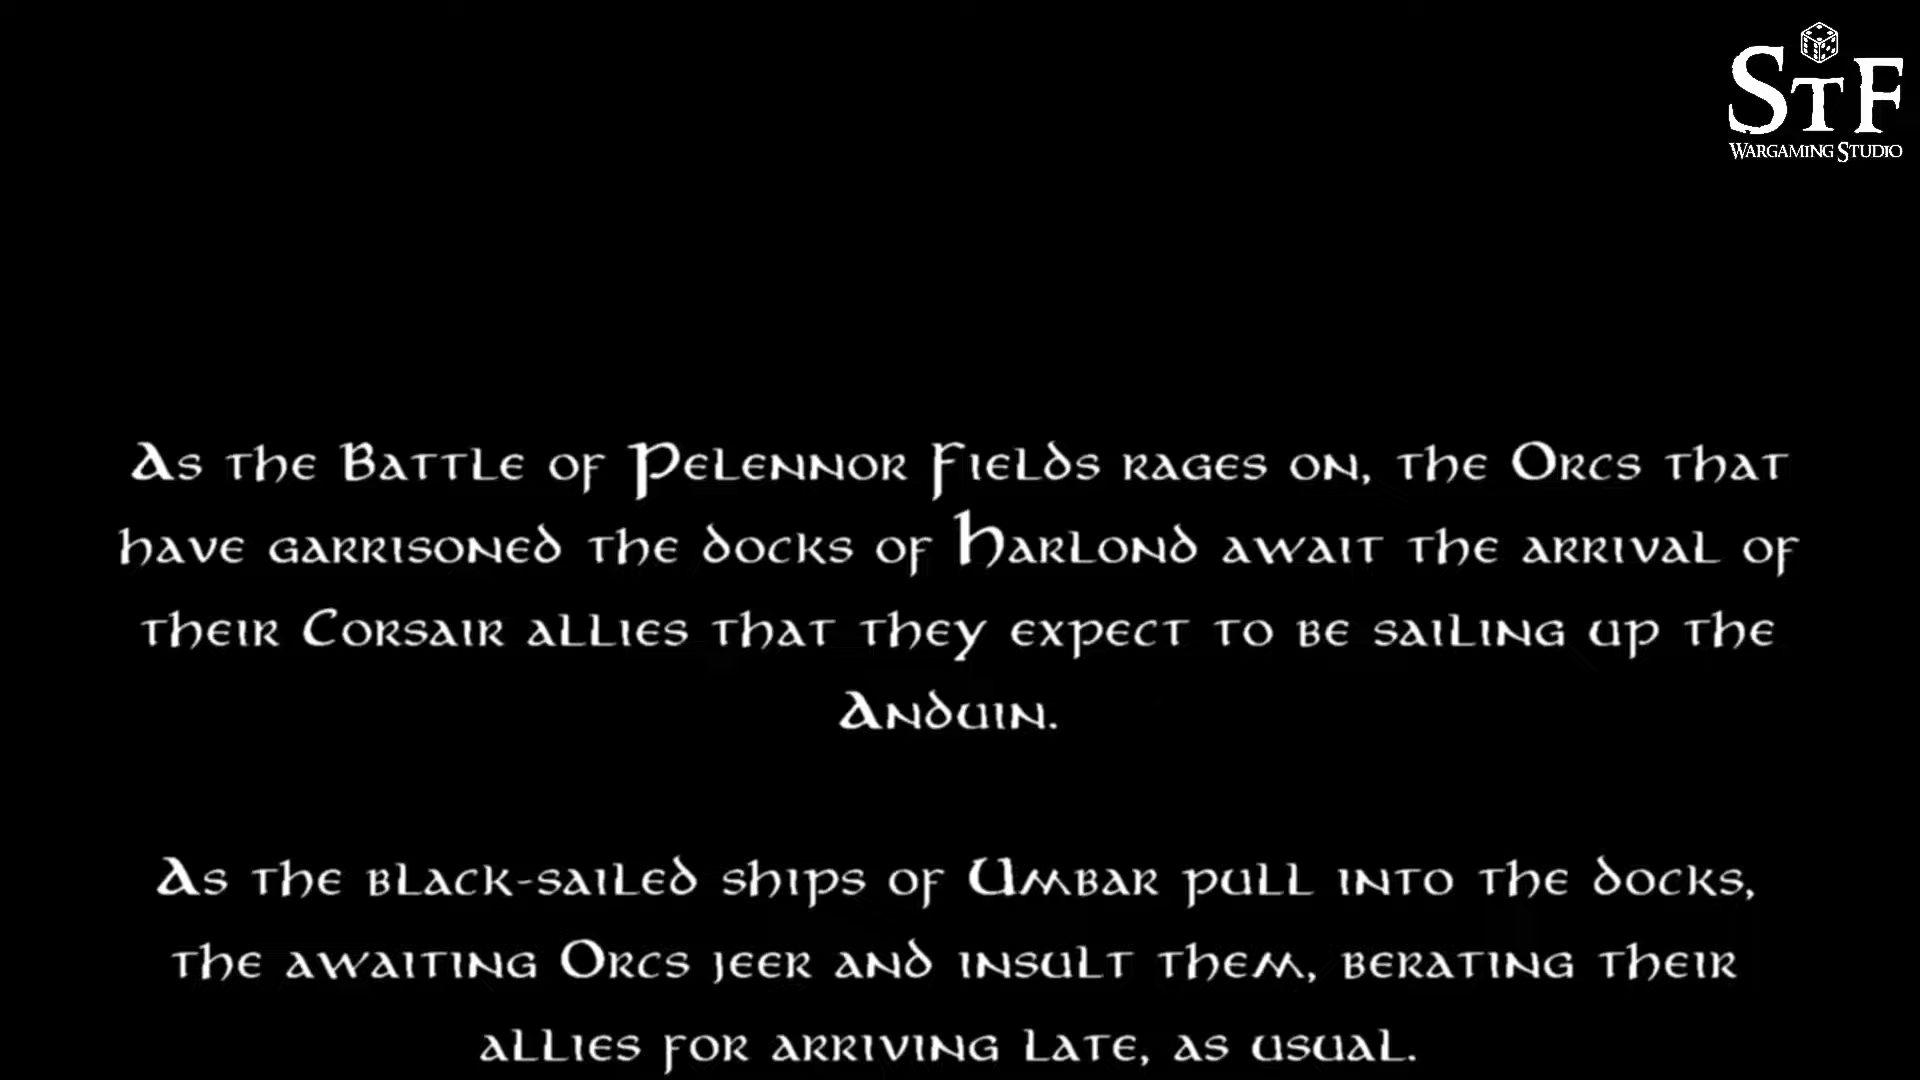 STF
WARGAMING STUDIO
As the Battle of Pelennor Fields rages on, the Orcs that
have garrisoned the docks of Harlond await the arrival of
their Corsair allies that they expect to be sailing up the
Anduin.
As the black-sailed ships of Umbar pull into the docks,
the awaiting Orcs jeer and insult them, berating their
allies for arriving late, as usual.